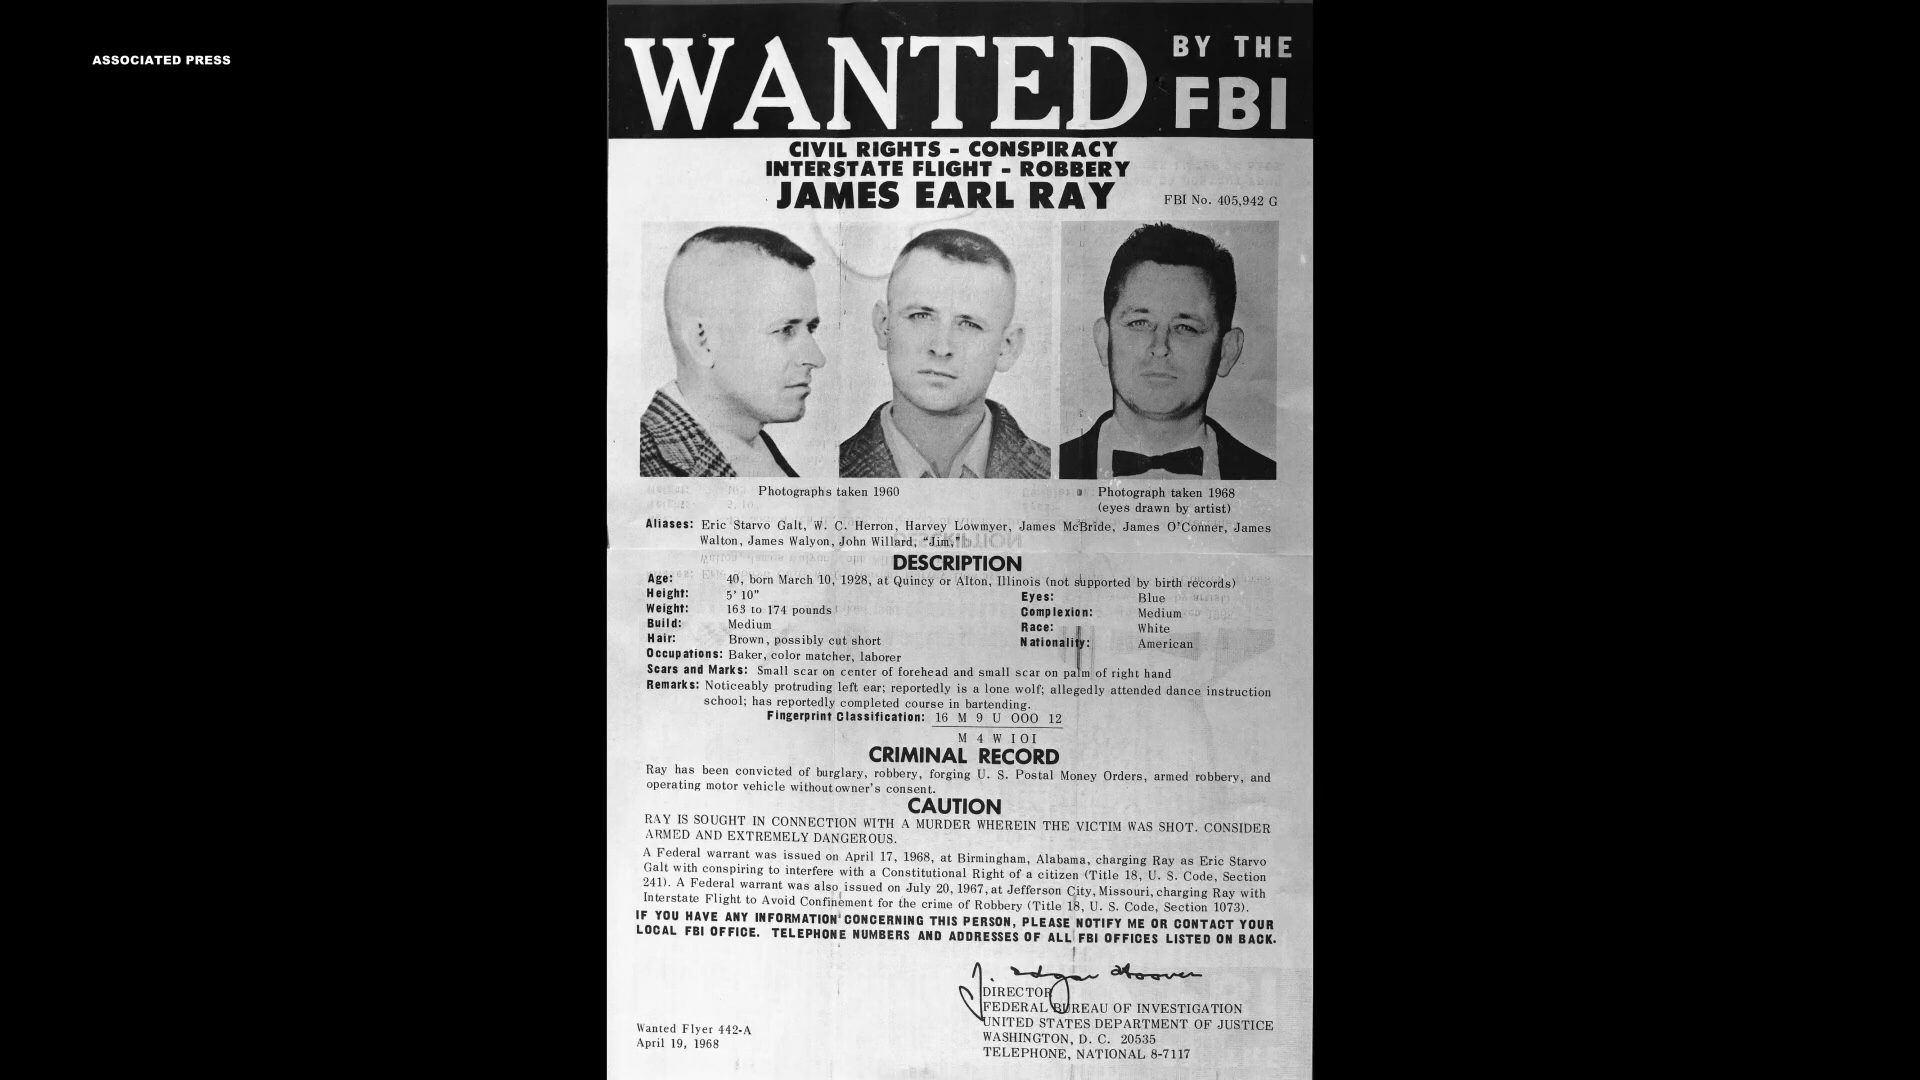 ASSOCIATED PRESS
WANTED BY THE FBI
CIVIL RIGHTS - CONSPIRACY
INTERSTATE FLIGHT - ROBBERY
JAMES EARL RAY
FBI No. 405,942 G
Photographs taken 1960
Photograph taken 1968
(eyes drawn by artist)
Aliases: Eric Starvo Galt, W. C. Herron, Harvey Lowmyer, James McBride, James O'Conner, James
Walton, James Walyon, John Willard, "Jim,"
DESCRIPTION
Age: 40, born March 10, 1928, at Quincy or Alton, Illinois (not supported by birth records)
Height: 5' 10"
Eyes: Blue
Weight: 163 to 174 pounds
Complexion: Medium
Build: Medium
Race: White
Hair: Brown, possibly cut short
Nationality: American
Occupations: Baker, color matcher, laborer
Scars and Marks: Small scar on center of forehead and small scar on palm of right hand
Remarks: Noticeably protruding left ear; reportedly is a lone wolf; allegedly attended dance instruction
school; has reportedly completed course in bartending.
Fingerprint Classification: 16 M 9 U OOO 12
M 4 W IOI
CRIMINAL RECORD
Ray has been convicted of burglary, robbery, forging U. S. Postal Money Orders, armed robbery, and
operating motor vehicle without owner's consent.
CAUTION
RAY IS SOUGHT IN CONNECTION WITH A MURDER WHEREIN THE VICTIM WAS SHOT. CONSIDER
ARMED AND EXTREMELY DANGEROUS.
A Federal warrant was issued on April 17, 1968, at Birmingham, Alabama, charging Ray as Eric Starvo
Galt with conspiring to interfere with a Constitutional Right of a citizen (Title 18, U. S. Code, Section
241). A Federal warrant was also issued on July 20, 1967, at Jefferson City, Missouri, charging Ray with
Interstate Flight to Avoid Confinement for the crime of Robbery (Title 18, U. S. Code, Section 1073).
IF YOU HAVE ANY INFORMATION CONCERNING THIS PERSON, PLEASE NOTIFY ME OR CONTACT YOUR
LOCAL FBI OFFICE. TELEPHONE NUMBERS AND ADDRESSES OF ALL FBI OFFICES LISTED ON BACK.
J. Edgar Hoover
DIRECTOR
FEDERAL BUREAU OF INVESTIGATION
UNITED STATES DEPARTMENT OF JUSTICE
WASHINGTON, D. C. 20535
TELEPHONE, NATIONAL 8-7117
Wanted Flyer 442-A
April 19, 1968